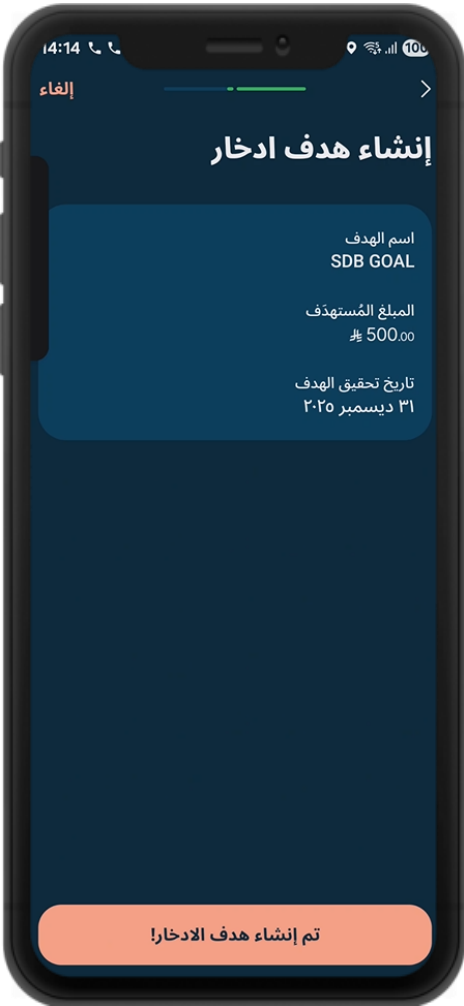 14:14
100
إلغاء
إنشاء هدف ادخار
اسم الهدف
SDB GOAL
المبلغ المُستهدَف
500.00
تاريخ تحقيق الهدف
٣١ ديسمبر ٢٠٢٥
تم إنشاء هدف الادخار!